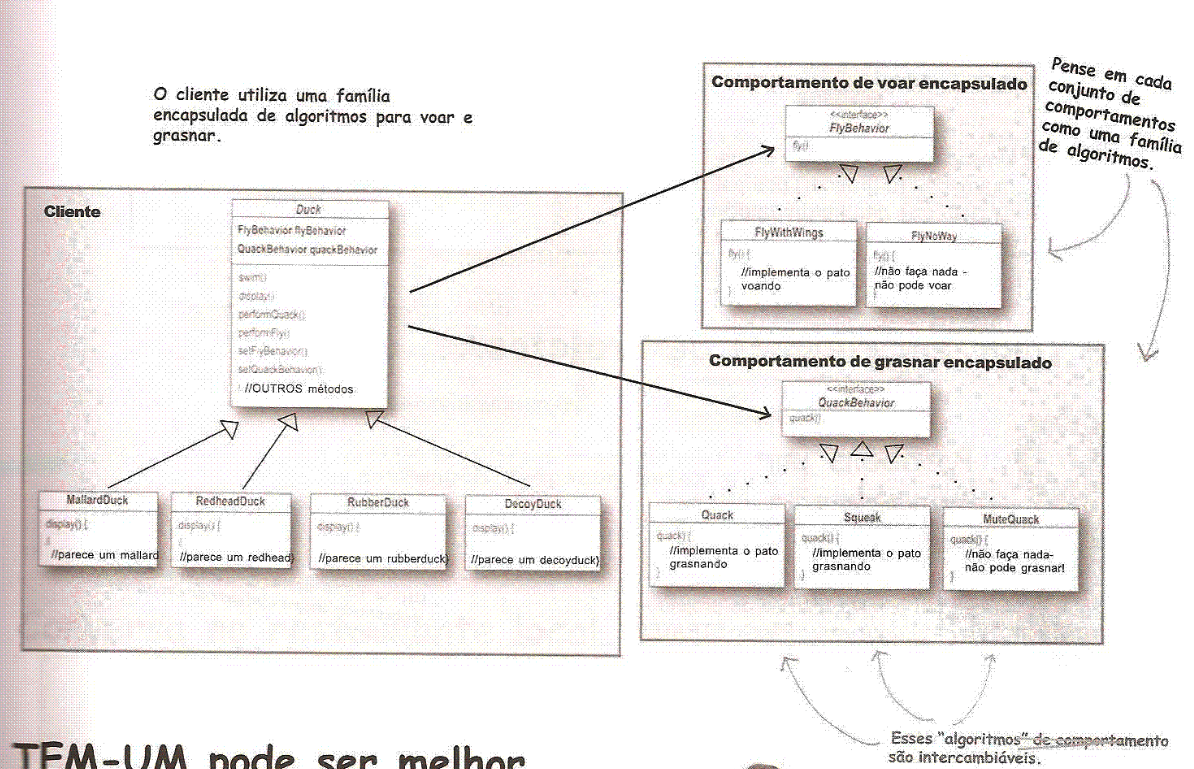 O cliente utiliza uma família
encapsulada de algoritmos para voar e
grasnar.
Cliente
Duck
FlyBehavior flyBehavior
QuackBehavior quackBehavior
swim()
display()
performQuack()
performFly()
setFlyBehavior()
setQuackBehavior()
//OUTROS métodos
MallardDuck
display() {
//parece um mallard
RedheadDuck
display() {
//parece um redhead
RubberDuck
display() {
//parece um rubberduck}
DecoyDuck
display() {
//parece um decoyduck}
Comportamento de voar encapsulado
<<interface>>
FlyBehavior
fly()
FlyWithWings
fly() {
//implementa o pato
voando
}
FlyNoWay
fly() {
//não faça nada -
não pode voar
}
Pense em cada
conjunto de
comportamentos
como uma família
de algoritmos.
Comportamento de grasnar encapsulado
<<interface>>
QuackBehavior
quack()
Quack
quack() {
//implementa o pato
grasnando
}
Squeak
quack() {
//implementa o pato
grasnando
}
MuteQuack
quack() {
//não faça nada-
não pode grasnar!
}
Esses "algoritmos" de comportamento
são intercambiáveis.
TEM-UM pode ser melhor